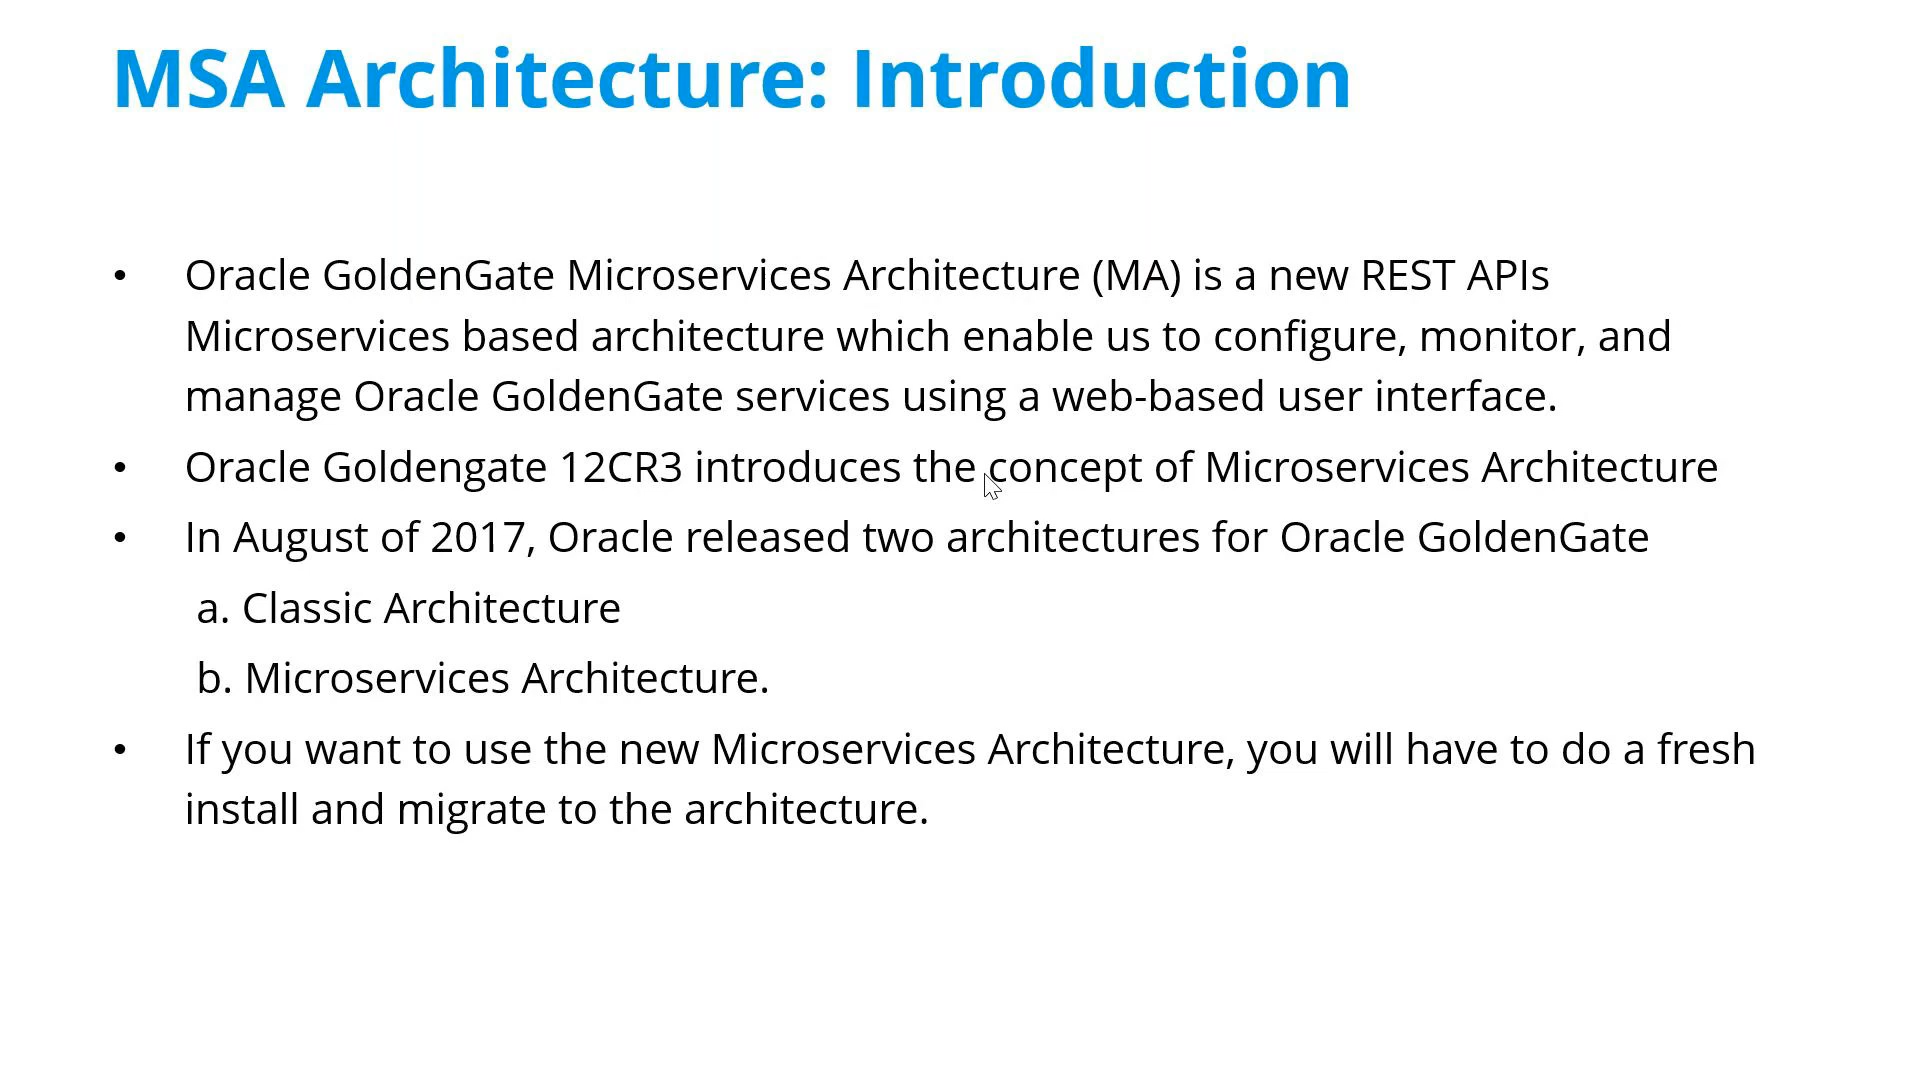 MSA Architecture: Introduction
• Oracle GoldenGate Microservices Architecture (MA) is a new REST APIs
Microservices based architecture which enable us to configure, monitor, and
manage Oracle GoldenGate services using a web-based user interface.
• Oracle Goldengate 12CR3 introduces the concept of Microservices Architecture
• In August of 2017, Oracle released two architectures for Oracle GoldenGate
a. Classic Architecture
b. Microservices Architecture.
• If you want to use the new Microservices Architecture, you will have to do a fresh
install and migrate to the architecture.